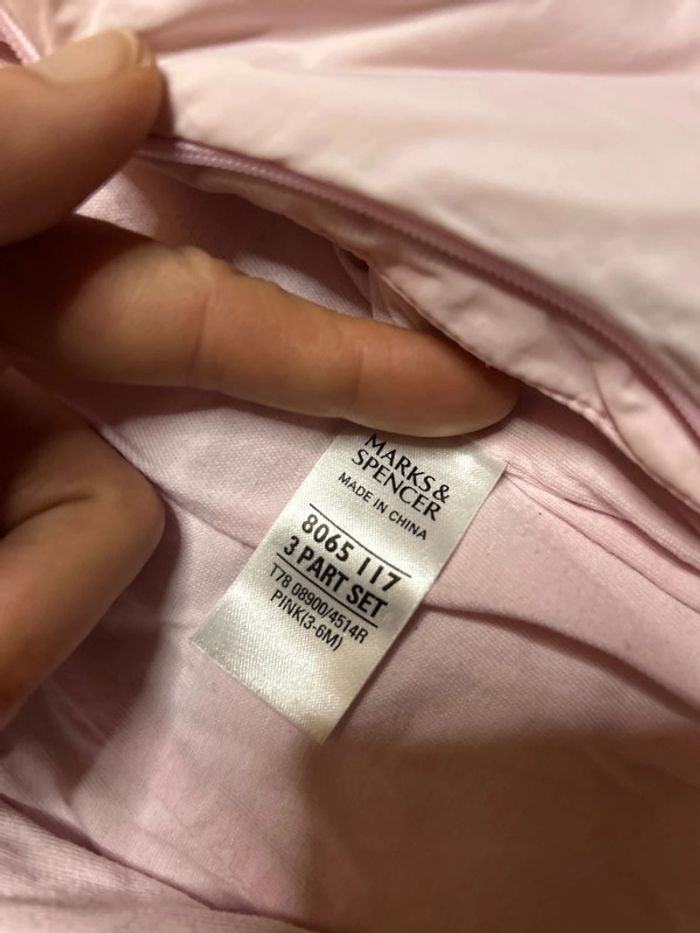 MARKS &
SPENCER
MADE IN CHINA
8065 117
3 PART SET
T78 08900/4514R
PINK(3-6M)